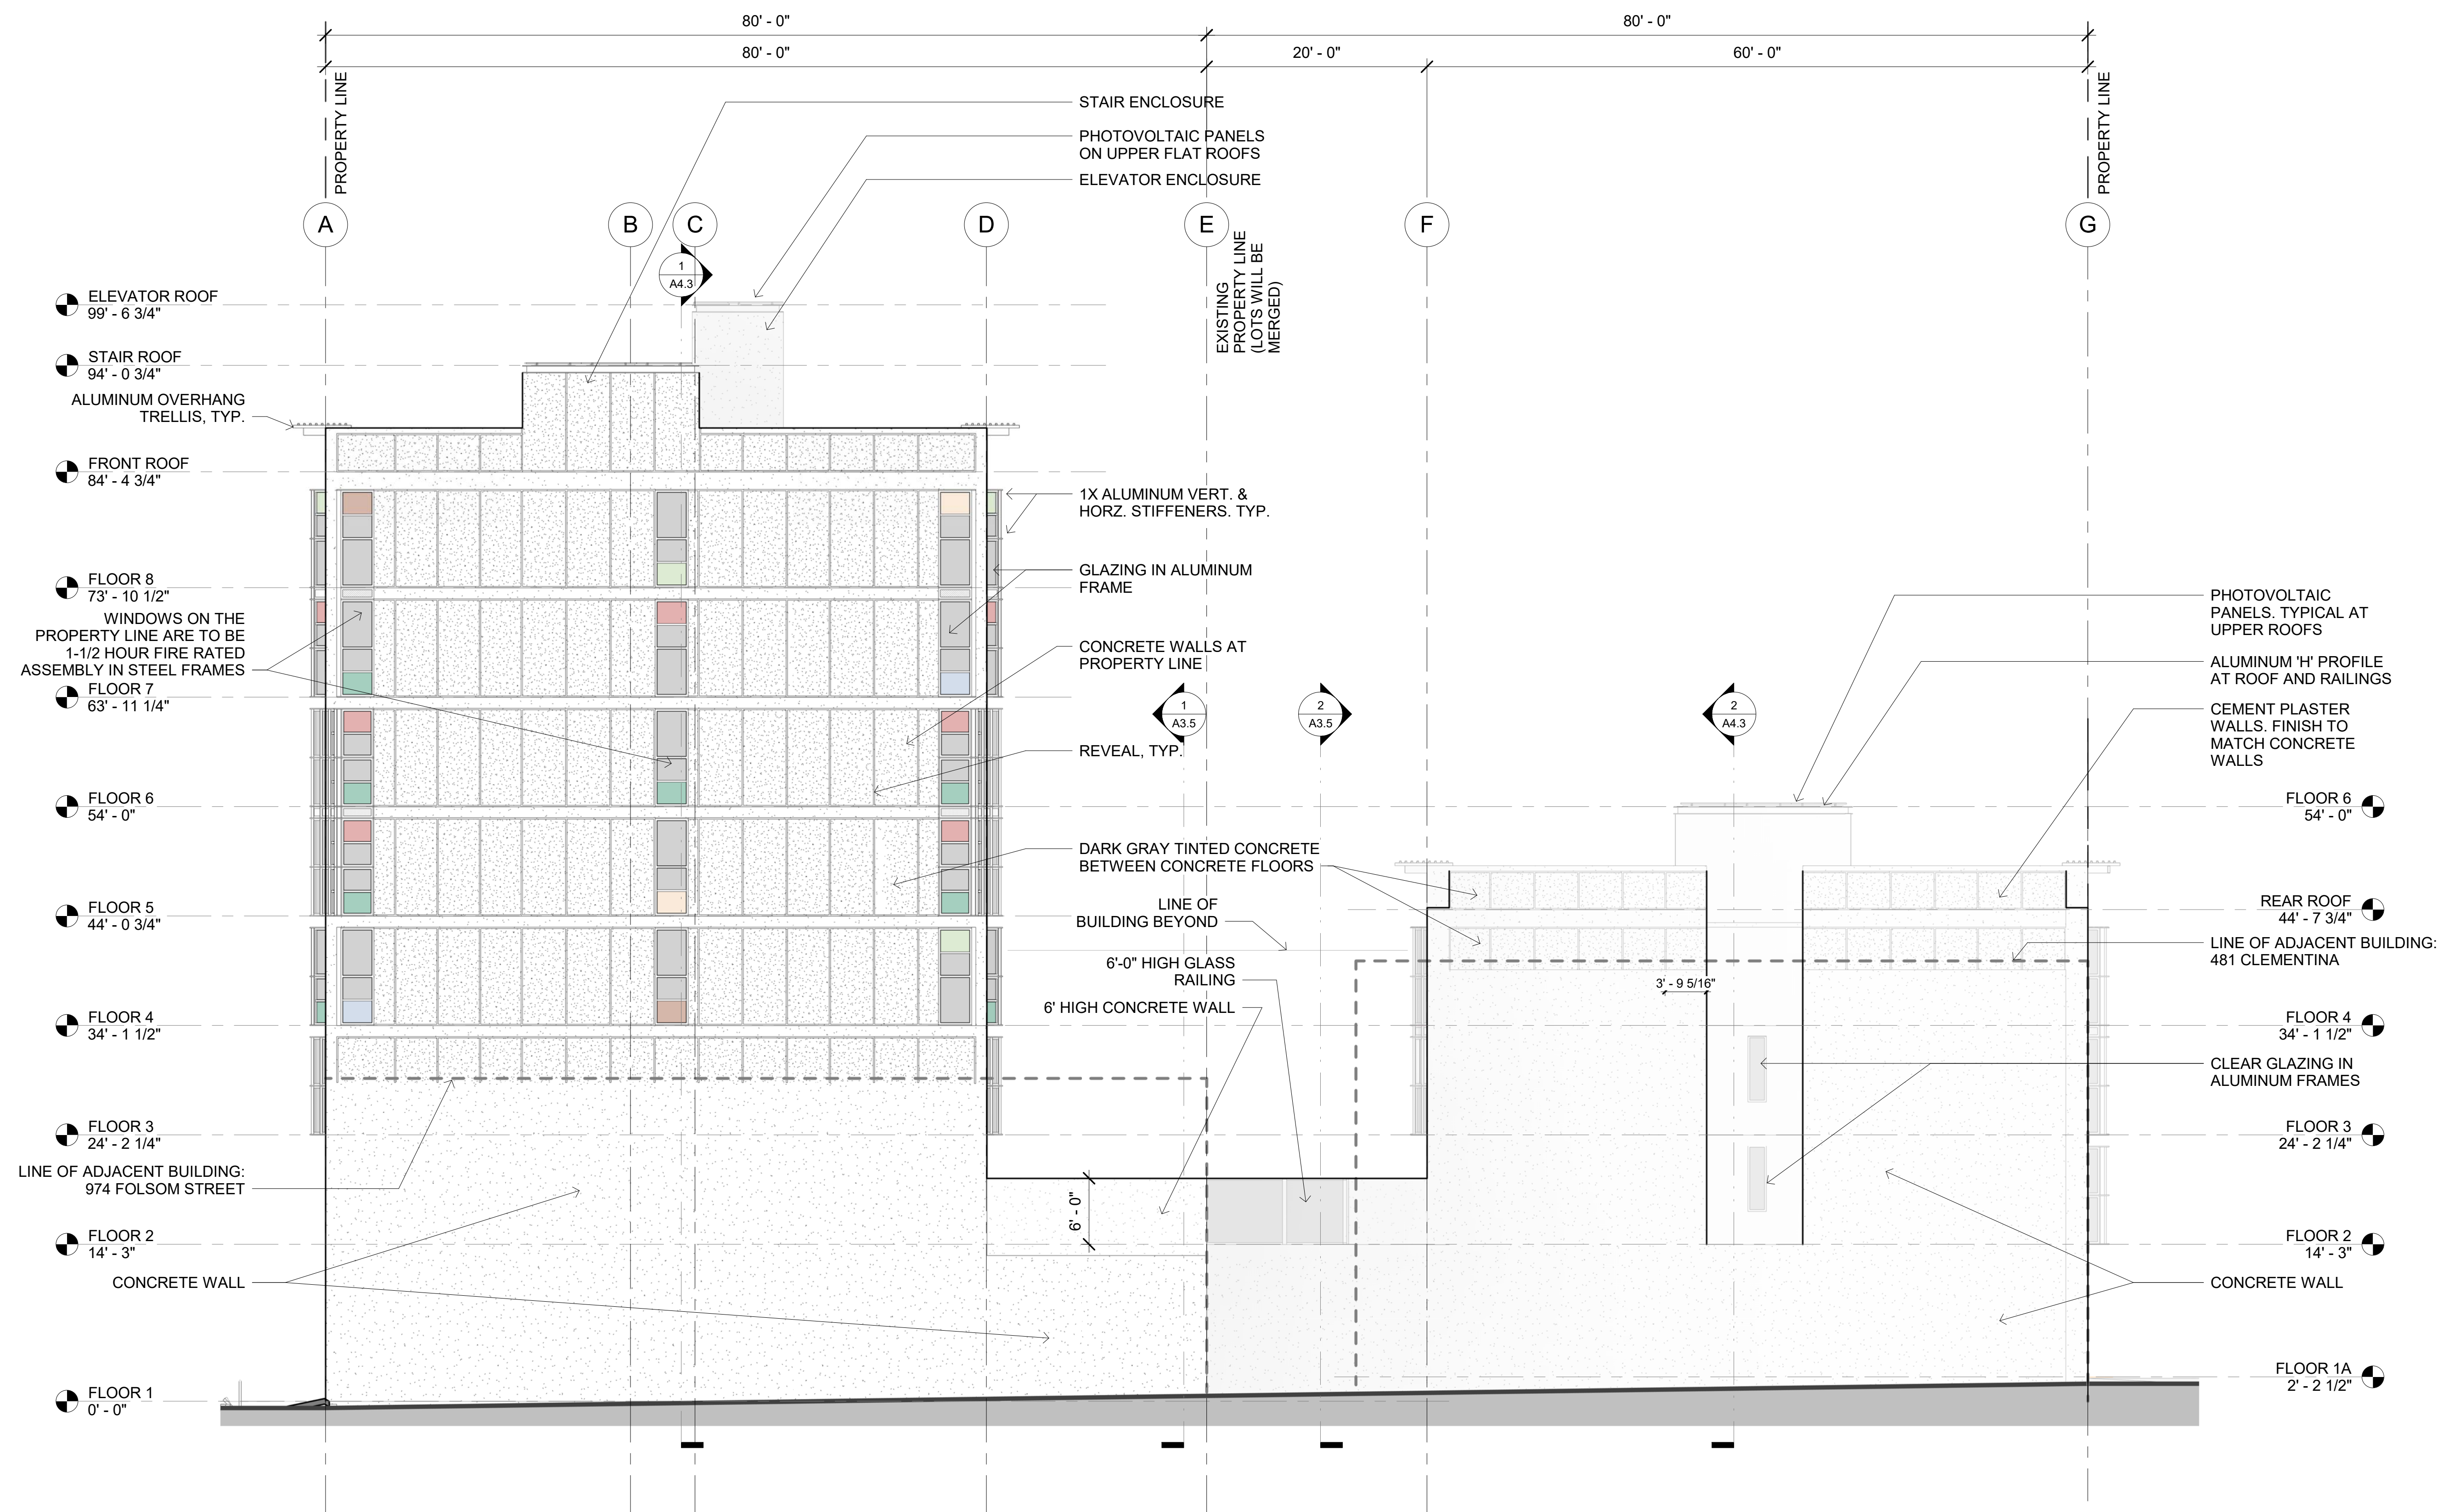 80' - 0"
80' - 0"
80' - 0"
20' - 0"
60' - 0"
PROPERTY LINE
PROPERTY LINE
STAIR ENCLOSURE
PHOTOVOLTAIC PANELS
ON UPPER FLAT ROOFS
ELEVATOR ENCLOSURE
A
B
C
D
E
F
G
EXISTING
PROPERTY LINE
(LOTS WILL BE
MERGED)
1
A4.3
ELEVATOR ROOF
99' - 6 3/4"
STAIR ROOF
94' - 0 3/4"
ALUMINUM OVERHANG
TRELLIS, TYP.
FRONT ROOF
84' - 4 3/4"
FLOOR 8
73' - 10 1/2"
WINDOWS ON THE
PROPERTY LINE ARE TO BE
1-1/2 HOUR FIRE RATED
ASSEMBLY IN STEEL FRAMES
FLOOR 7
63' - 11 1/4"
FLOOR 6
54' - 0"
FLOOR 5
44' - 0 3/4"
FLOOR 4
34' - 1 1/2"
FLOOR 3
24' - 2 1/4"
LINE OF ADJACENT BUILDING:
974 FOLSOM STREET
FLOOR 2
14' - 3"
CONCRETE WALL
FLOOR 1
0' - 0"
1X ALUMINUM VERT. &
HORZ. STIFFENERS. TYP.
GLAZING IN ALUMINUM
FRAME
CONCRETE WALLS AT
PROPERTY LINE
1
A3.5
2
A3.5
2
A4.3
REVEAL, TYP.
DARK GRAY TINTED CONCRETE
BETWEEN CONCRETE FLOORS
LINE OF
BUILDING BEYOND
6'-0" HIGH GLASS
RAILING
6' HIGH CONCRETE WALL
6' - 0"
3' - 9 5/16"
PHOTOVOLTAIC
PANELS. TYPICAL AT
UPPER ROOFS
ALUMINUM 'H' PROFILE
AT ROOF AND RAILINGS
CEMENT PLASTER
WALLS. FINISH TO
MATCH CONCRETE
WALLS
FLOOR 6
54' - 0"
REAR ROOF
44' - 7 3/4"
LINE OF ADJACENT BUILDING:
481 CLEMENTINA
FLOOR 4
34' - 1 1/2"
CLEAR GLAZING IN
ALUMINUM FRAMES
FLOOR 3
24' - 2 1/4"
FLOOR 2
14' - 3"
CONCRETE WALL
FLOOR 1A
2' - 2 1/2"